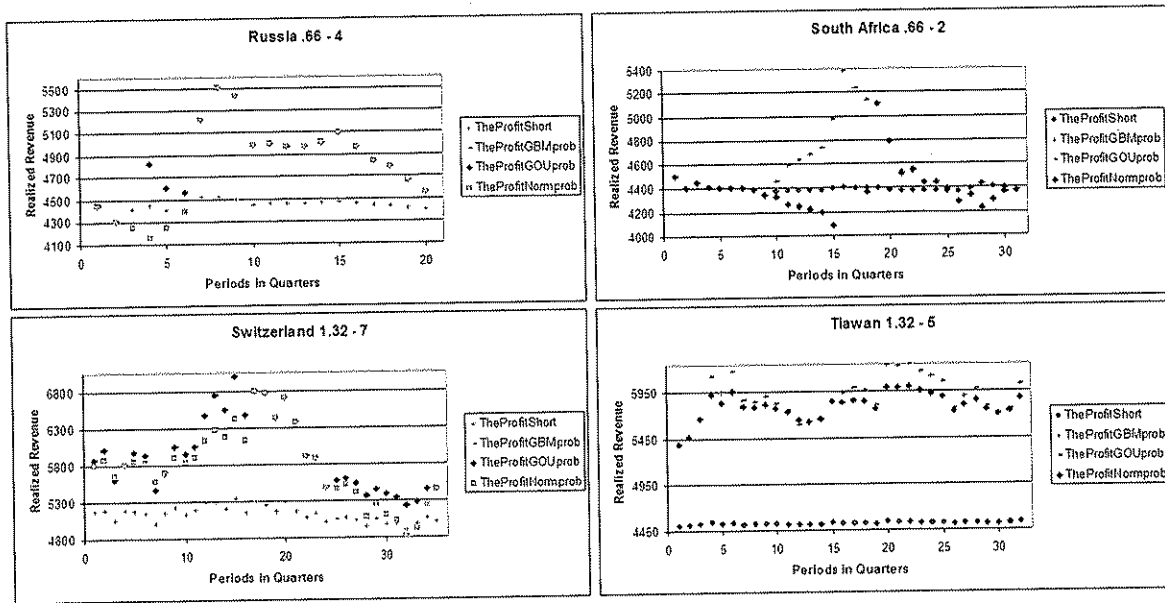 Russia .66 - 4
Realized Revenue
5500
5300
5100
4900
4700
4500
4300
4100
0
5
10
15
20
Periods in Quarters
TheProfitShort
TheProfitGBMprob
TheProfitGOUprob
TheProfitNormprob
South Africa .66 - 2
Realized Revenue
5400
5200
5000
4800
4600
4400
4200
4000
0
5
10
15
20
25
30
Periods in Quarters
TheProfitShort
TheProfitGBMprob
TheProfitGOUprob
TheProfitNormprob
Switzerland 1.32 - 7
Realized Revenue
6800
6300
5800
5300
4800
0
10
20
30
Periods in Quarters
TheProfitShort
TheProfitGBMprob
TheProfitGOUprob
TheProfitNormprob
Tiawan 1.32 - 5
Realized Revenue
5950
5450
4950
4450
0
5
10
15
20
25
30
Periods in Quarters
TheProfitShort
TheProfitGBMprob
TheProfitGOUprob
TheProfitNormprob